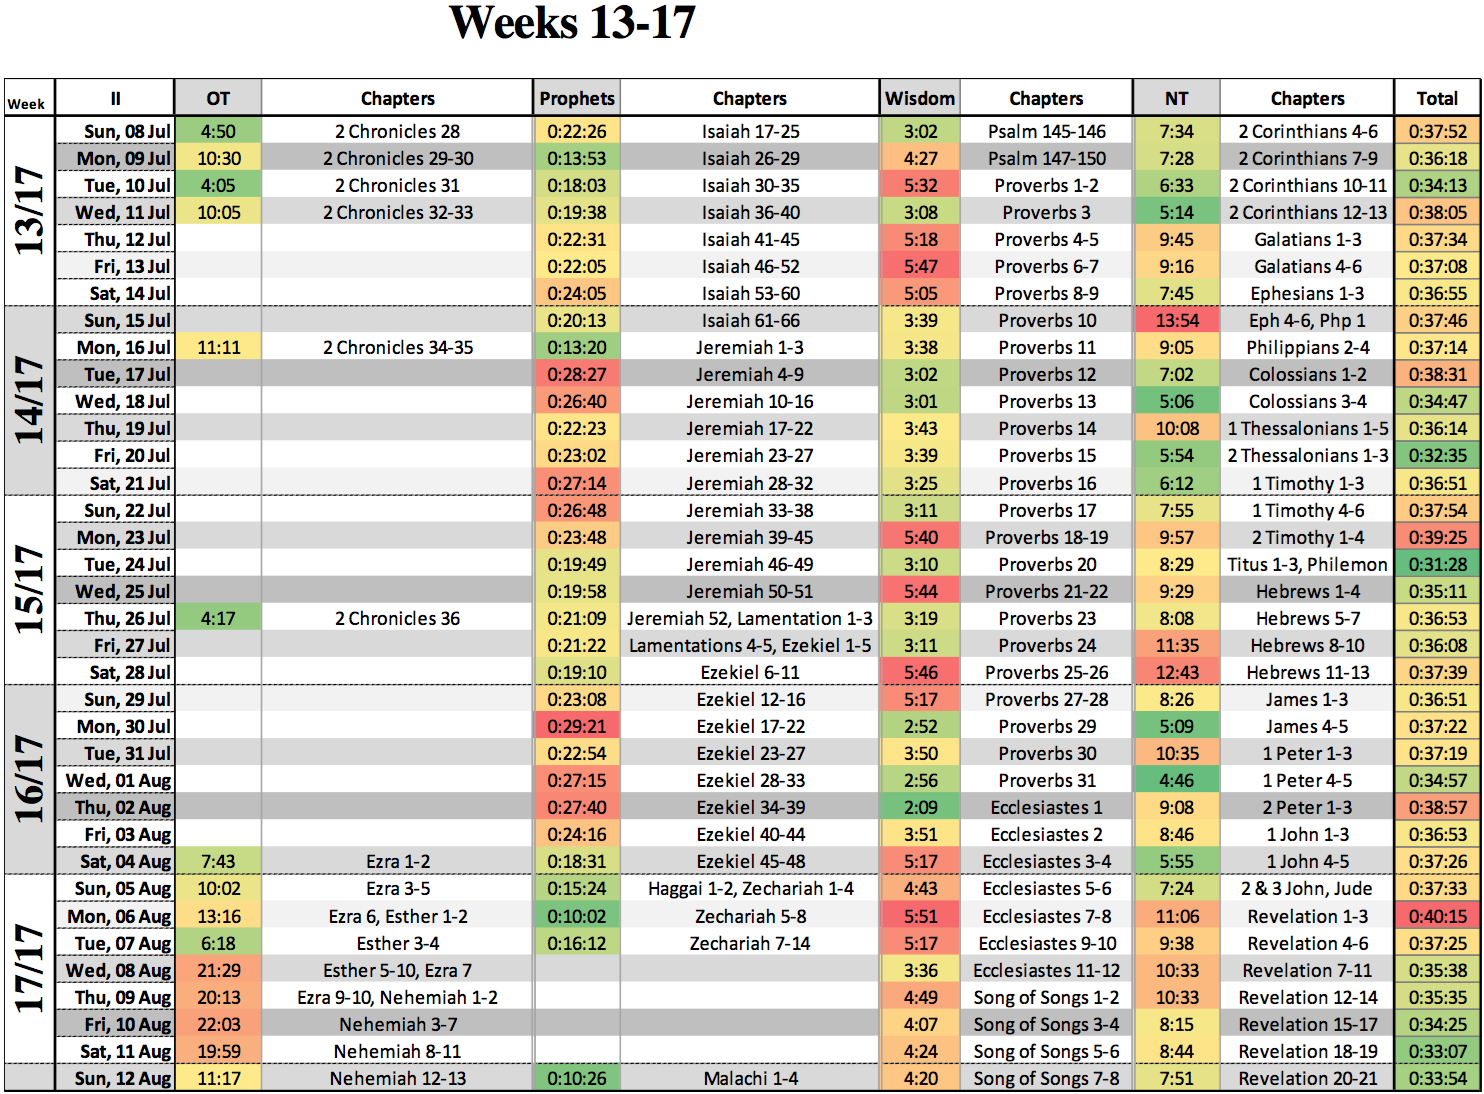 Weeks 13-17
Week II OT Chapters Prophets Chapters Wisdom Chapters NT Chapters Total
13/17
Sun, 08 Jul 4:50 2 Chronicles 28 0:22:26 Isaiah 17-25 3:02 Psalm 145-146 7:34 2 Corinthians 4-6 0:37:52
Mon, 09 Jul 10:30 2 Chronicles 29-30 0:13:53 Isaiah 26-29 4:27 Psalm 147-150 7:28 2 Corinthians 7-9 0:36:18
Tue, 10 Jul 4:05 2 Chronicles 31 0:18:03 Isaiah 30-35 5:32 Proverbs 1-2 6:33 2 Corinthians 10-11 0:34:13
Wed, 11 Jul 10:05 2 Chronicles 32-33 0:19:38 Isaiah 36-40 3:08 Proverbs 3 5:14 2 Corinthians 12-13 0:38:05
Thu, 12 Jul 0:22:31 Isaiah 41-45 5:18 Proverbs 4-5 9:45 Galatians 1-3 0:37:34
Fri, 13 Jul 0:22:05 Isaiah 46-52 5:47 Proverbs 6-7 9:16 Galatians 4-6 0:37:08
Sat, 14 Jul 0:24:05 Isaiah 53-60 5:05 Proverbs 8-9 7:45 Ephesians 1-3 0:36:55
14/17
Sun, 15 Jul 0:20:13 Isaiah 61-66 3:39 Proverbs 10 13:54 Eph 4-6, Php 1 0:37:46
Mon, 16 Jul 11:11 2 Chronicles 34-35 0:13:20 Jeremiah 1-3 3:38 Proverbs 11 9:05 Philippians 2-4 0:37:14
Tue, 17 Jul 0:28:27 Jeremiah 4-9 3:02 Proverbs 12 7:02 Colossians 1-2 0:38:31
Wed, 18 Jul 0:26:40 Jeremiah 10-16 3:01 Proverbs 13 5:06 Colossians 3-4 0:34:47
Thu, 19 Jul 0:22:23 Jeremiah 17-22 3:43 Proverbs 14 10:08 1 Thessalonians 1-5 0:36:14
Fri, 20 Jul 0:23:02 Jeremiah 23-27 3:39 Proverbs 15 5:54 2 Thessalonians 1-3 0:32:35
Sat, 21 Jul 0:27:14 Jeremiah 28-32 3:25 Proverbs 16 6:12 1 Timothy 1-3 0:36:51
15/17
Sun, 22 Jul 0:26:48 Jeremiah 33-38 3:11 Proverbs 17 7:55 1 Timothy 4-6 0:37:54
Mon, 23 Jul 0:23:48 Jeremiah 39-45 5:40 Proverbs 18-19 9:57 2 Timothy 1-4 0:39:25
Tue, 24 Jul 0:19:49 Jeremiah 46-49 3:10 Proverbs 20 8:29 Titus 1-3, Philemon 0:31:28
Wed, 25 Jul 0:19:58 Jeremiah 50-51 5:44 Proverbs 21-22 9:29 Hebrews 1-4 0:35:11
Thu, 26 Jul 4:17 2 Chronicles 36 0:21:09 Jeremiah 52, Lamentation 1-3 3:19 Proverbs 23 8:08 Hebrews 5-7 0:36:53
Fri, 27 Jul 0:21:22 Lamentations 4-5, Ezekiel 1-5 3:11 Proverbs 24 11:35 Hebrews 8-10 0:36:08
Sat, 28 Jul 0:19:10 Ezekiel 6-11 5:46 Proverbs 25-26 12:43 Hebrews 11-13 0:37:39
16/17
Sun, 29 Jul 0:23:08 Ezekiel 12-16 5:17 Proverbs 27-28 8:26 James 1-3 0:36:51
Mon, 30 Jul 0:29:21 Ezekiel 17-22 2:52 Proverbs 29 5:09 James 4-5 0:37:22
Tue, 31 Jul 0:22:54 Ezekiel 23-27 3:50 Proverbs 30 10:35 1 Peter 1-3 0:37:19
Wed, 01 Aug 0:27:15 Ezekiel 28-33 2:56 Proverbs 31 4:46 1 Peter 4-5 0:34:57
Thu, 02 Aug 0:27:40 Ezekiel 34-39 2:09 Ecclesiastes 1 9:08 2 Peter 1-3 0:38:57
Fri, 03 Aug 0:24:16 Ezekiel 40-44 3:51 Ecclesiastes 2 8:46 1 John 1-3 0:36:53
Sat, 04 Aug 7:43 Ezra 1-2 0:18:31 Ezekiel 45-48 5:17 Ecclesiastes 3-4 5:55 1 John 4-5 0:37:26
17/17
Sun, 05 Aug 10:02 Ezra 3-5 0:15:24 Haggai 1-2, Zechariah 1-4 4:43 Ecclesiastes 5-6 7:24 2 & 3 John, Jude 0:37:33
Mon, 06 Aug 13:16 Ezra 6, Esther 1-2 0:10:02 Zechariah 5-8 5:51 Ecclesiastes 7-8 11:06 Revelation 1-3 0:40:15
Tue, 07 Aug 6:18 Esther 3-4 0:16:12 Zechariah 7-14 5:17 Ecclesiastes 9-10 9:38 Revelation 4-6 0:37:25
Wed, 08 Aug 21:29 Esther 5-10, Ezra 7 3:36 Ecclesiastes 11-12 10:33 Revelation 7-11 0:35:38
Thu, 09 Aug 20:13 Ezra 9-10, Nehemiah 1-2 4:49 Song of Songs 1-2 10:33 Revelation 12-14 0:35:35
Fri, 10 Aug 22:03 Nehemiah 3-7 4:07 Song of Songs 3-4 8:15 Revelation 15-17 0:34:25
Sat, 11 Aug 19:59 Nehemiah 8-11 4:24 Song of Songs 5-6 8:44 Revelation 18-19 0:33:07
Sun, 12 Aug 11:17 Nehemiah 12-13 0:10:26 Malachi 1-4 4:20 Song of Songs 7-8 7:51 Revelation 20-21 0:33:54